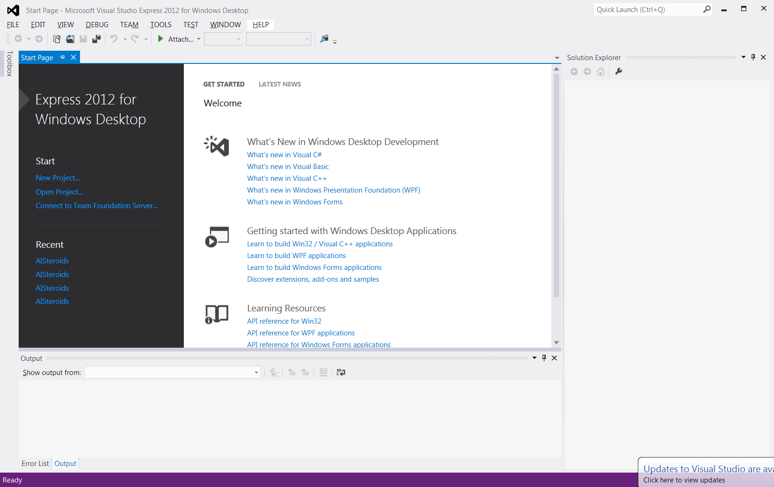 Start Page - Microsoft Visual Studio Express 2012 for Windows Desktop
Quick Launch (Ctrl+Q)
FILE EDIT VIEW DEBUG TEAM TOOLS TEST WINDOW HELP
Attach...
Toolbox
Start Page
Solution Explorer
Express 2012 for
Windows Desktop
Start
New Project...
Open Project...
Connect to Team Foundation Server...
Recent
AISteroids
AISteroids
AISteroids
AISteroids
GET STARTED LATEST NEWS
Welcome
What's New in Windows Desktop Development
What's new in Visual C#
What's new in Visual Basic
What's new in Visual C++
What's new in Windows Presentation Foundation (WPF)
What's new in Windows Forms
Getting started with Windows Desktop Applications
Learn to build Win32 / Visual C++ applications
Learn to build WPF applications
Learn to build Windows Forms applications
Discover extensions, add-ons and samples
Learning Resources
API reference for Win32
API reference for WPF applications
API reference for Windows Forms applications
Output
Show output from:
Error List Output
Ready
Updates to Visual Studio are ava
Click here to view updates